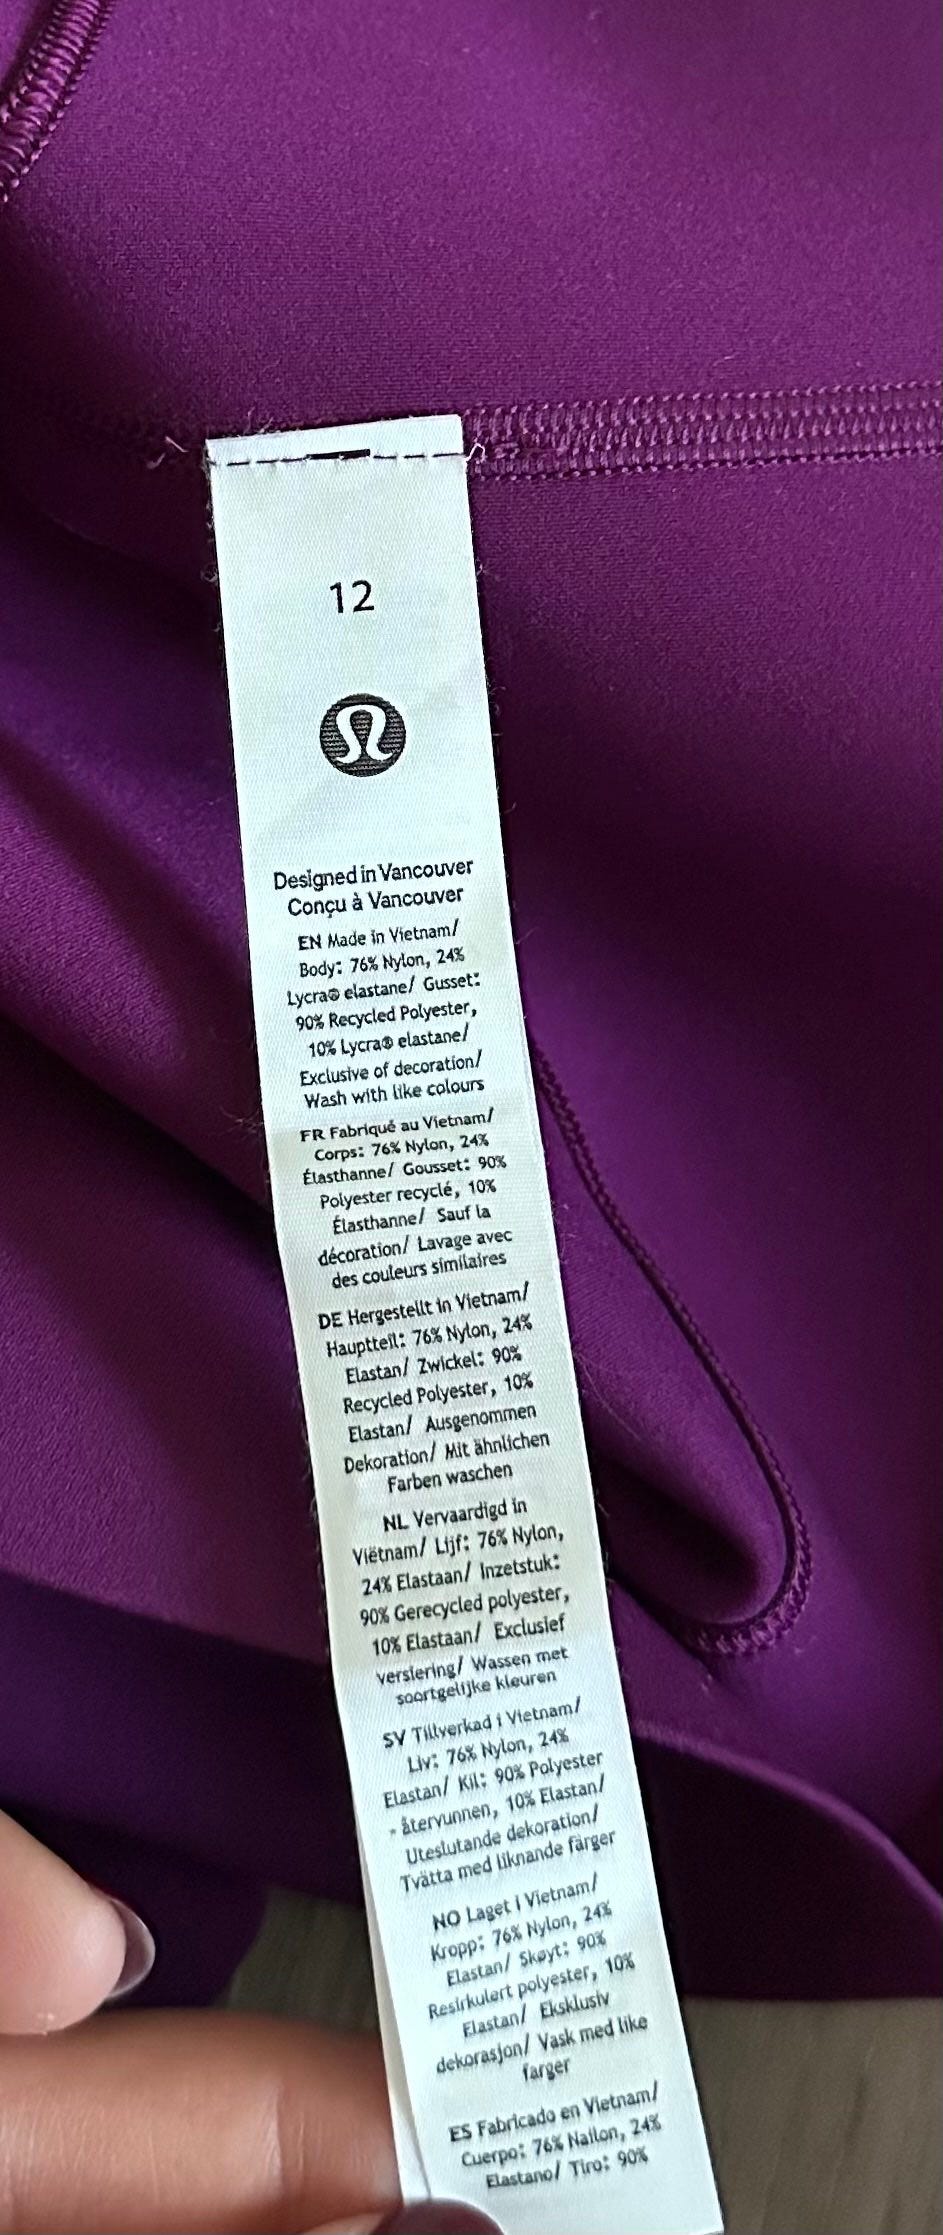 12
Designed in Vancouver
Conçu à Vancouver
EN Made in Vietnam/
Body: 76% Nylon, 24%
Lycra® elastane/ Gusset:
90% Recycled Polyester,
10% Lycra® elastane/
Exclusive of decoration/
Wash with like colours
FR Fabriqué au Vietnam/
Corps: 76% Nylon, 24%
Élasthanne/ Gousset: 90%
Polyester recyclé, 10%
Élasthanne/ Sauf la
décoration/ Lavage avec
des couleurs similaires
DE Hergestellt in Vietnam/
Hauptteil: 76% Nylon, 24%
Elastan/ Zwickel: 90%
Recycled Polyester, 10%
Elastan/ Ausgenommen
Dekoration/ Mit ähnlichen
Farben waschen
NL Vervaardigd in
Viëtnam/ Lijf: 76% Nylon,
24% Elastaan/ Inzetstuk:
90% Gerecycled polyester,
10% Elastaan/ Exclusief
versiering/ Wassen met
soortgelijke kleuren
SV Tillverkad i Vietnam/
Liv: 76% Nylon, 24%
Elastan/ Kil: 90% Polyester
- återvunnen, 10% Elastan/
Uteslutande dekoration/
Tvätta med liknande färger
NO Laget i Vietnam/
Kropp: 76% Nylon, 24%
Elastan/ Skøyt: 90%
Resirkulert polyester, 10%
Elastan/ Eksklusiv
dekorasjon/ Vask med like
farger
ES Fabricado en Vietnam/
Cuerpo: 76% Nailon, 24%
Elastano/ Tiro: 90%